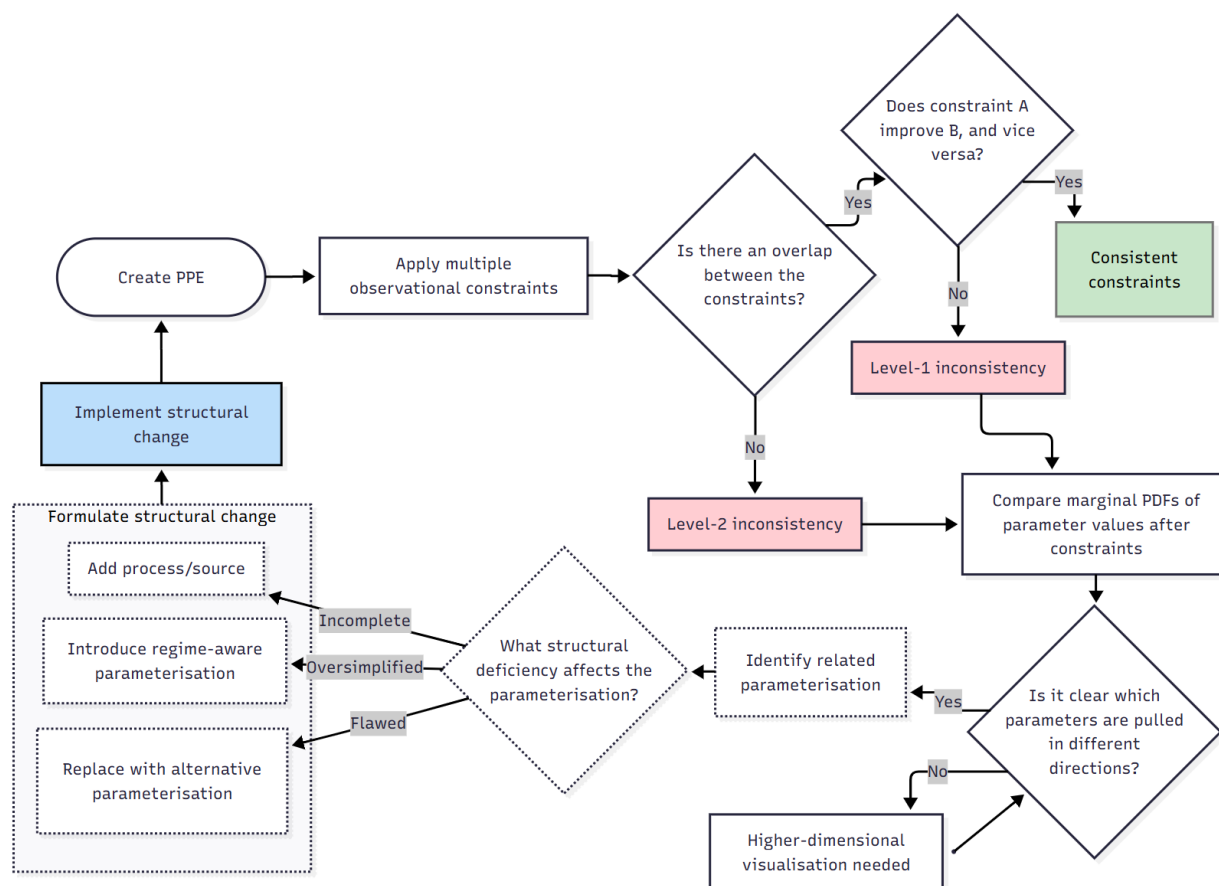 Does constraint A
improve B, and vice
versa?
Yes
Yes
Is there an overlap
between the
constraints?
Consistent
constraints
Create PPE
Apply multiple
observational constraints
No
Level-1 inconsistency
Implement structural
change
No
Level-2 inconsistency
Compare marginal PDFs of
parameter values after
constraints
Formulate structural change
Add process/source
Incomplete
Introduce regime-aware
parameterisation
Oversimplified
What structural
deficiency affects the
parameterisation?
Identify related
parameterisation
Yes
Is it clear which
parameters are pulled
in different
directions?
Flawed
Replace with alternative
parameterisation
No
Higher-dimensional
visualisation needed